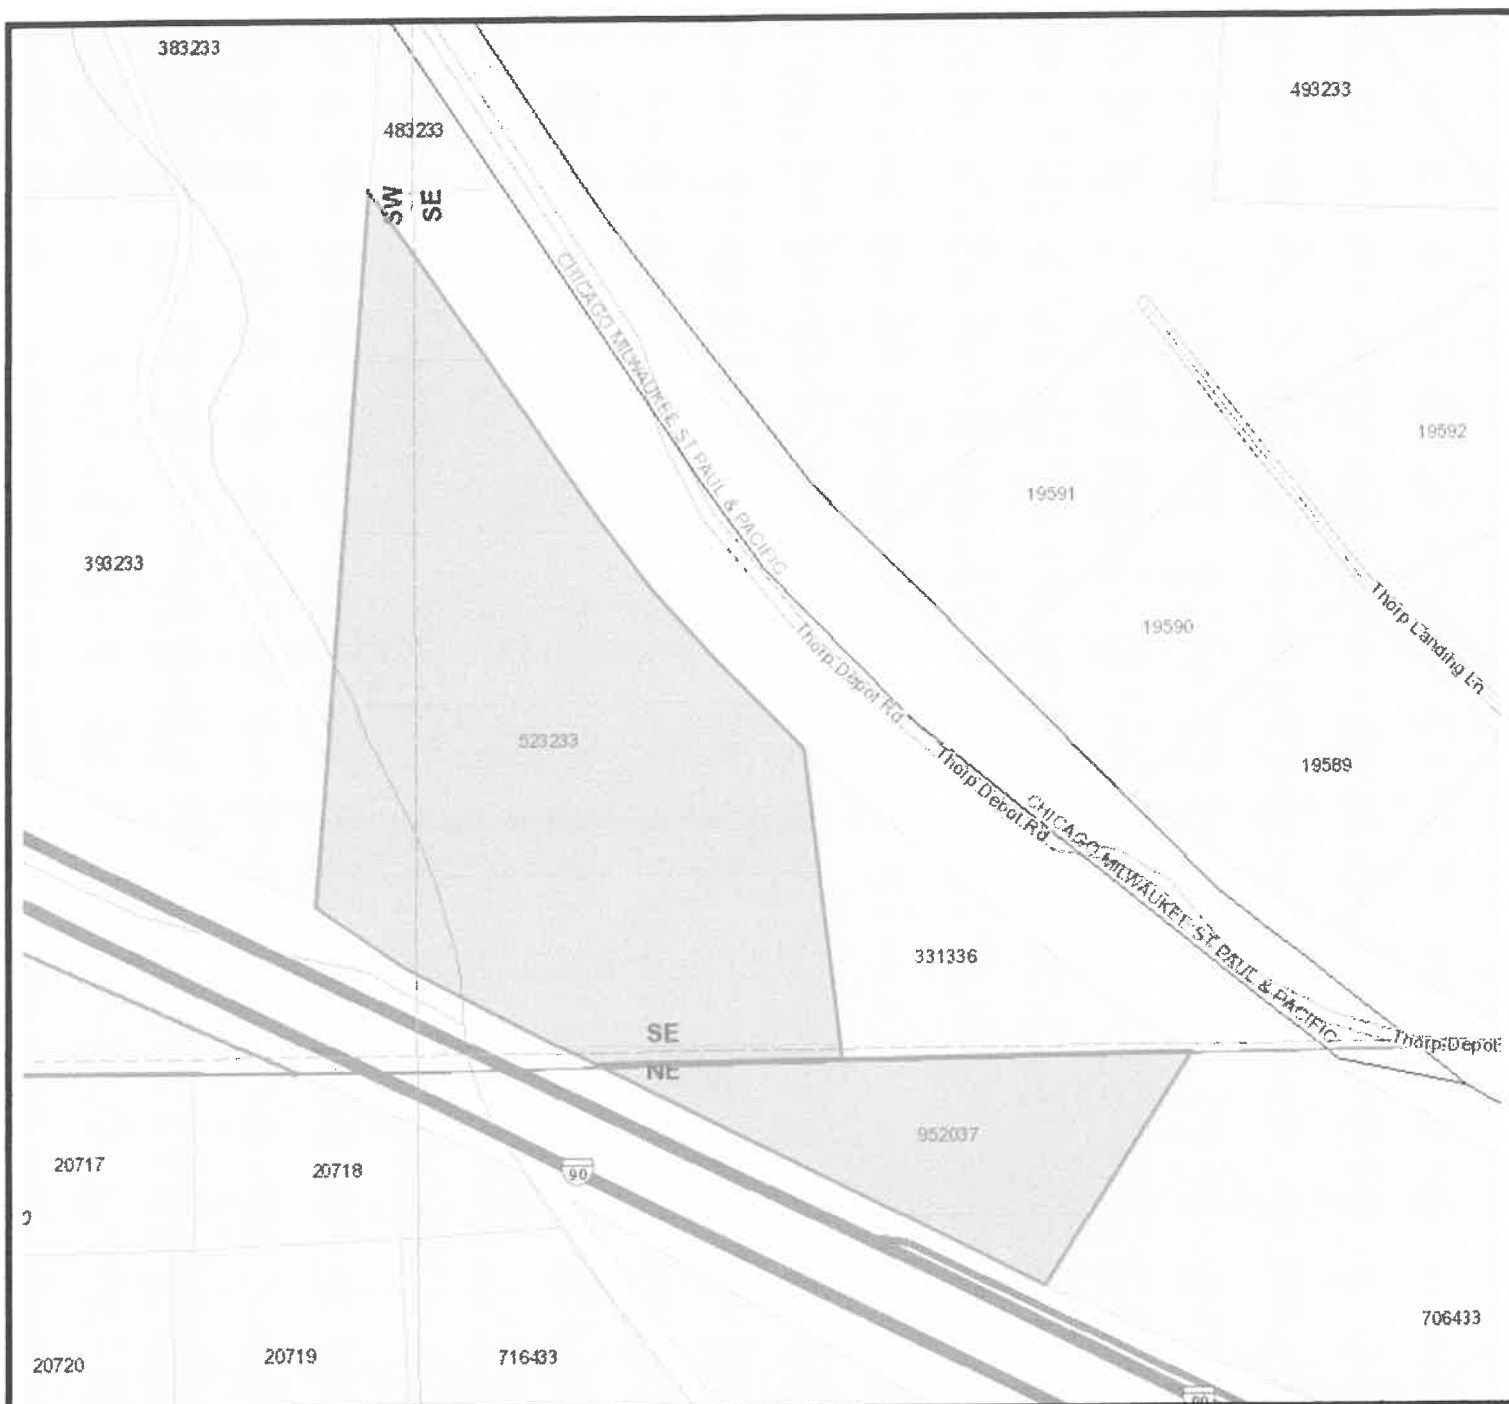 383233
493233
483233
SW
SE
CHICAGO MILWAUKEE ST PAUL & PACIFIC
19592
19591
393233
Thorp Landing Ln
19590
Thorp Depot Rd
523233
Thorp Depot Rd
19589
CHICAGO MILWAUKEE ST PAUL & PACIFIC
331336
SE
NE
Thorp Depot
952037
20717
20718
90
706433
20720
20719
716433
90